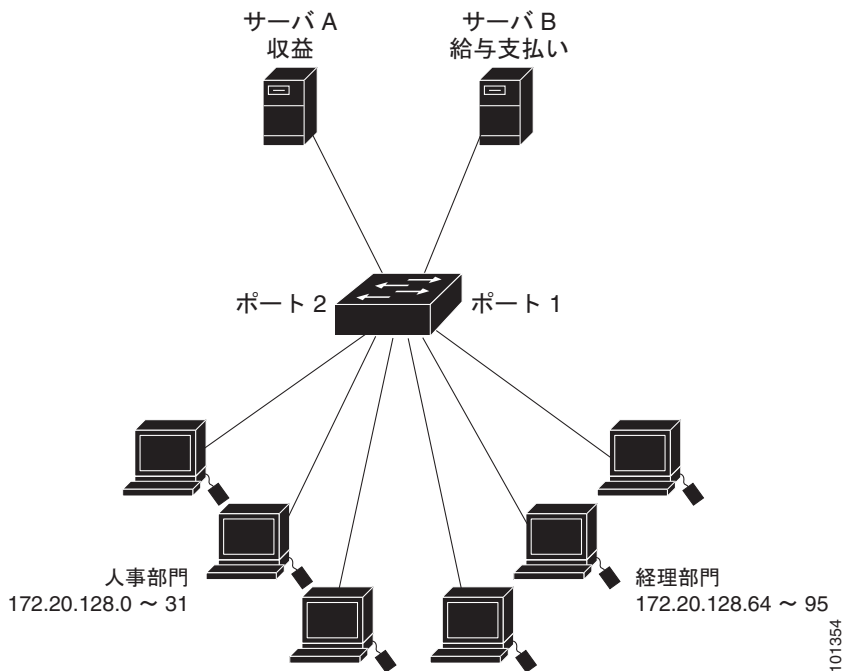 サーバ A
収益
サーバ B
給与支払い
ポート 2
ポート 1
人事部門
172.20.128.0 ～ 31
経理部門
172.20.128.64 ～ 95
101354